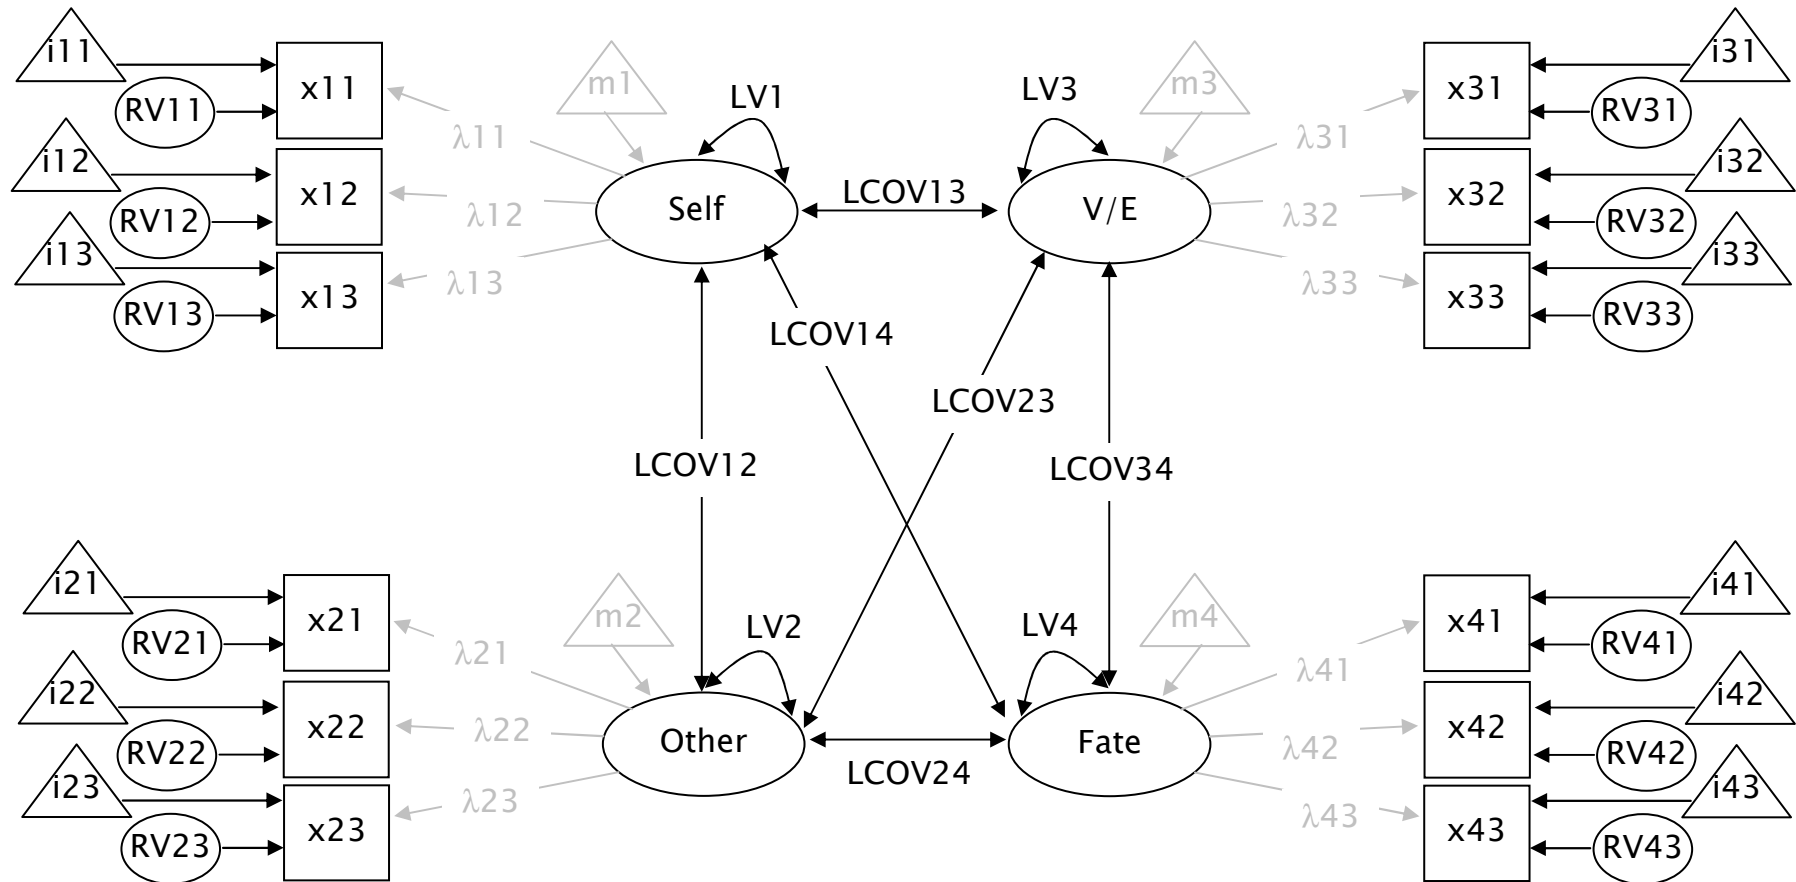 i11
x11
RV11
i12
x12
RV12
i13
x13
RV13
λ11
λ12
λ13
m1
LV1
Self
LCOV13
LV3
m3
V/E
λ31
λ32
λ33
x31
i31
RV31
x32
i32
RV32
x33
i33
RV33
LCOV14
LCOV23
LCOV12
LCOV34
i21
x21
RV21
i22
x22
RV22
i23
x23
RV23
λ21
λ22
λ23
m2
LV2
Other
LCOV24
LV4
m4
Fate
λ41
λ42
λ43
x41
i41
RV41
x42
i42
RV42
x43
i43
RV43